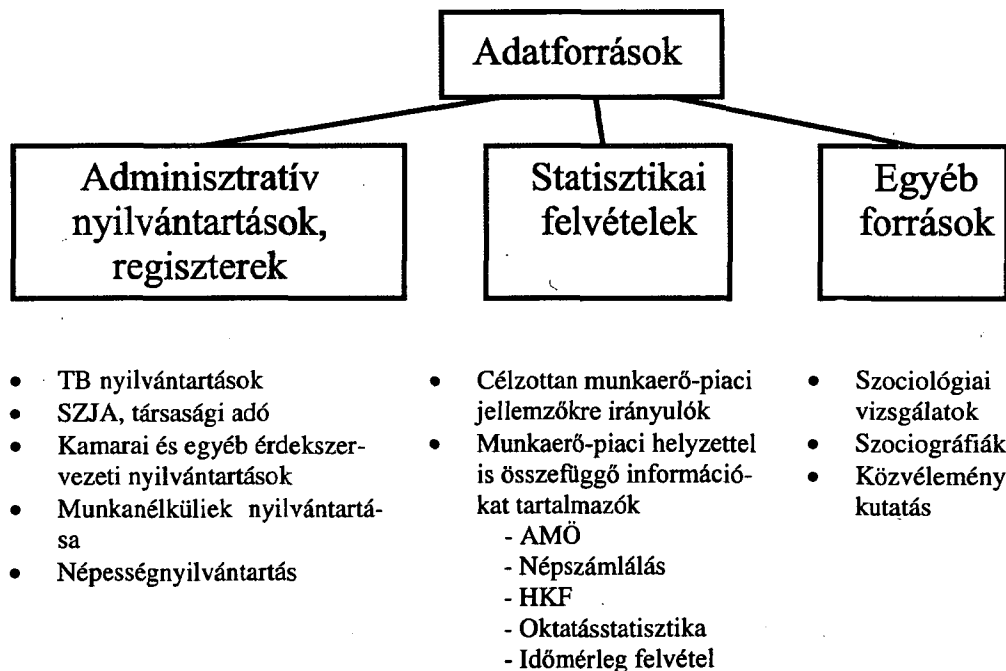 Adatforrások
Adminisztratív
nyilvántartások,
regiszterek
Statisztikai
felvételek
Egyéb
források
• TB nyilvántartások
• SZJA, társasági adó
• Kamarai és egyéb érdekszer-
vezeti nyilvántartások
• Munkanélküliek nyilvántartá-
sa
• Népességnyilvántartás
• Célzottan munkaerő-piaci
jellemzőkre irányulók
• Munkaerő-piaci helyzettel
is összefüggő információ-
kat tartalmazók
- AMÖ
- Népszámlálás
- HKF
- Oktatásstatisztika
- Időmérleg felvétel
• Szociológiai
vizsgálatok
• Szociográfiák
• Közvélemény
kutatás